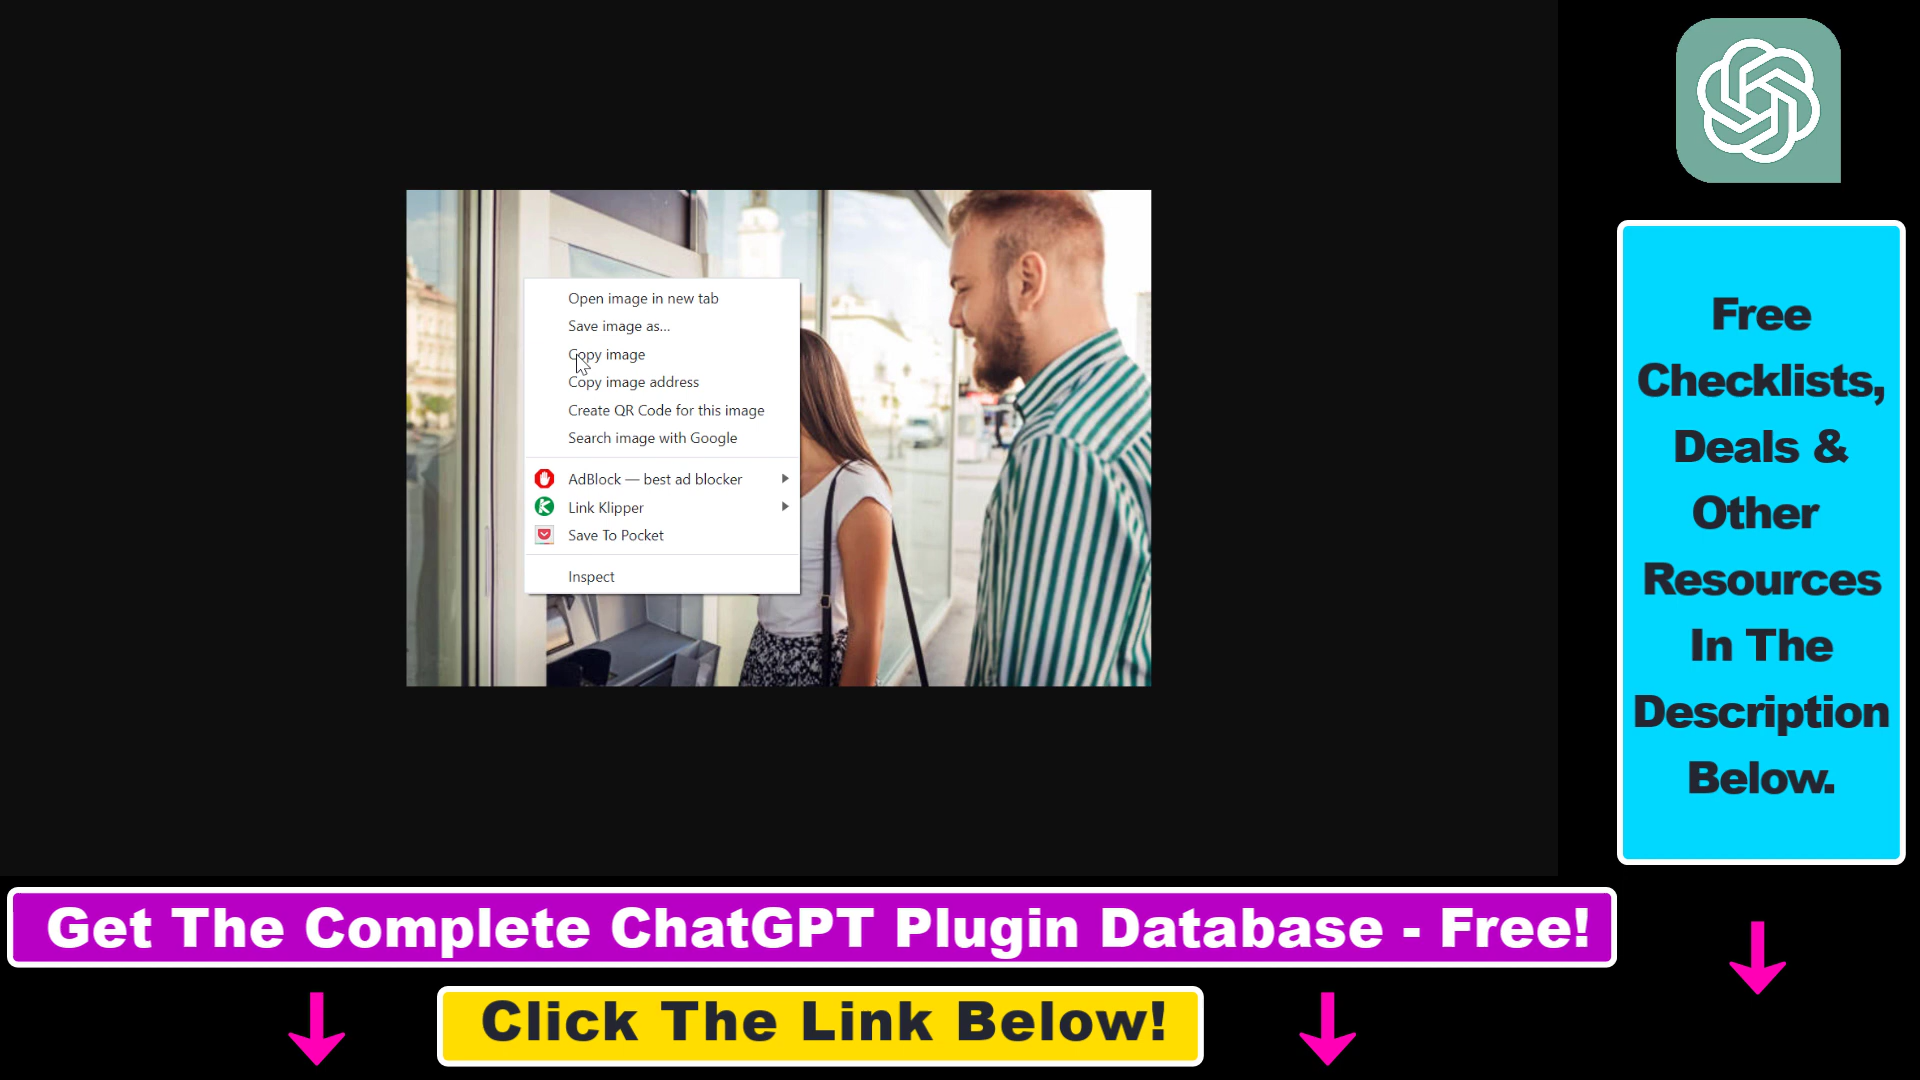 Open image in new tab
Save image as...
Copy image
Copy image address
Create QR Code for this image
Search image with Google
AdBlock — best ad blocker
Link Klipper
Save To Pocket
Inspect
Free
Checklists,
Deals &
Other
Resources
In The
Description
Below.
Get The Complete ChatGPT Plugin Database - Free!
Click The Link Below!